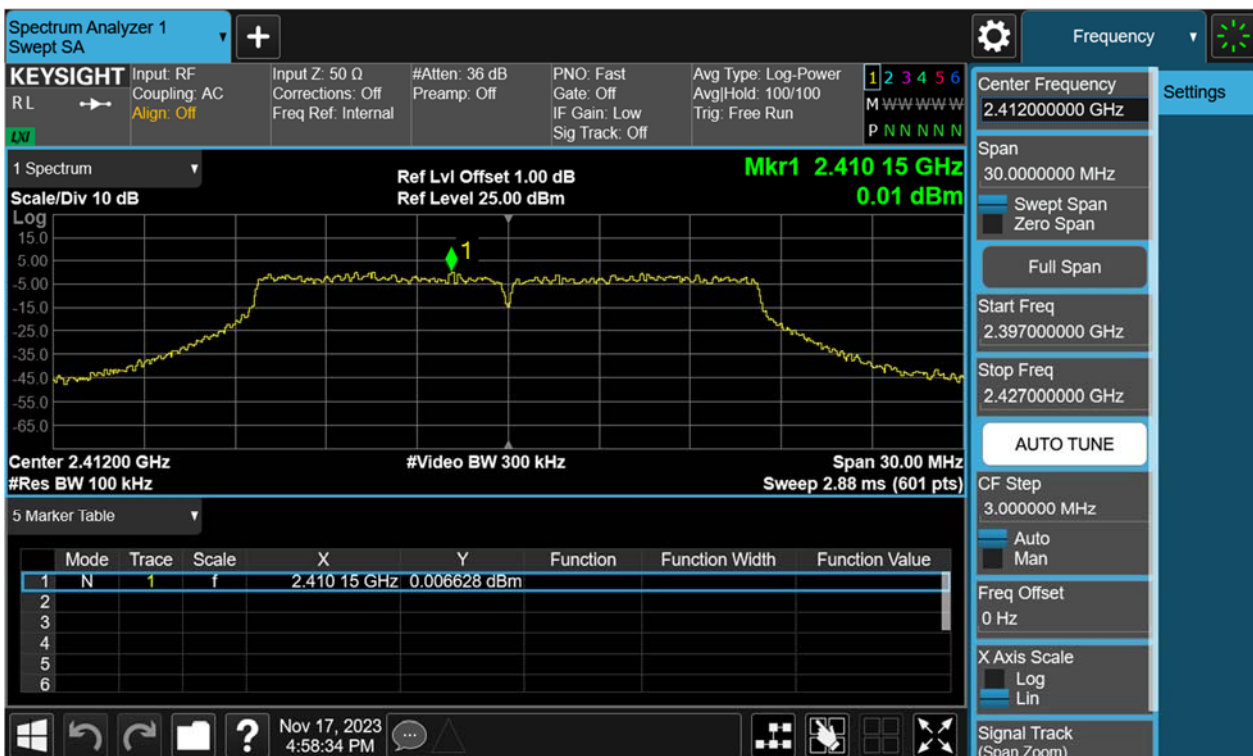 Spectrum Analyzer 1
Swept SA
Frequency
KEYSIGHT
R L
LXI
Input: RF
Coupling: AC
Align: Off
Input Z: 50 Ω
Corrections: Off
Freq Ref: Internal
#Atten: 36 dB
Preamp: Off
PNO: Fast
Gate: Off
IF Gain: Low
Sig Track: Off
Avg Type: Log-Power
Avg|Hold: 100/100
Trig: Free Run
1 2 3 4 5 6
M W W W W W
P N N N N N
1 Spectrum
Scale/Div 10 dB
Ref Lvl Offset 1.00 dB
Ref Level 25.00 dBm
Mkr1 2.410 15 GHz
0.01 dBm
Log
15.0
5.00
-5.00
-15.0
-25.0
-35.0
-45.0
-55.0
-65.0
1
Center 2.41200 GHz
#Video BW 300 kHz
Span 30.00 MHz
#Res BW 100 kHz
Sweep 2.88 ms (601 pts)
5 Marker Table
Mode Trace Scale X Y Function Function Width Function Value
1 N 1 f 2.410 15 GHz 0.006628 dBm
2
3
4
5
6
?
Nov 17, 2023
4:58:34 PM
Center Frequency
2.412000000 GHz
Settings
Span
30.0000000 MHz
Swept Span
Zero Span
Full Span
Start Freq
2.397000000 GHz
Stop Freq
2.427000000 GHz
AUTO TUNE
CF Step
3.000000 MHz
Auto
Man
Freq Offset
0 Hz
X Axis Scale
Log
Lin
Signal Track
(Span Zoom)